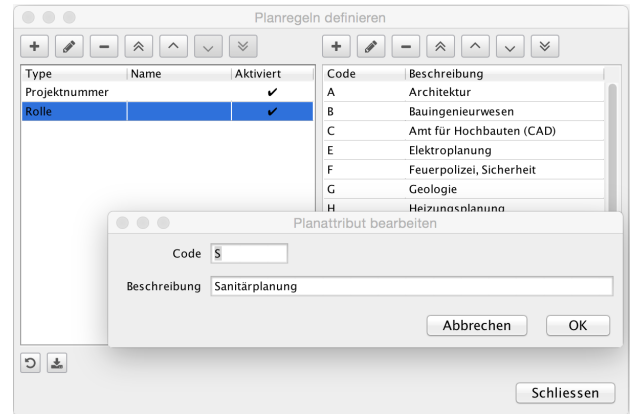 Planregeln definieren
Type Name Aktiviert
Projektnummer
Rolle
Code Beschreibung
A Architektur
B Bauingenieurwesen
C Amt für Hochbauten (CAD)
E Elektroplanung
F Feuerpolizei, Sicherheit
G Geologie
H Heizungsplanung
Planattribut bearbeiten
Code S
Beschreibung Sanitärplanung
Abbrechen OK
Schliessen